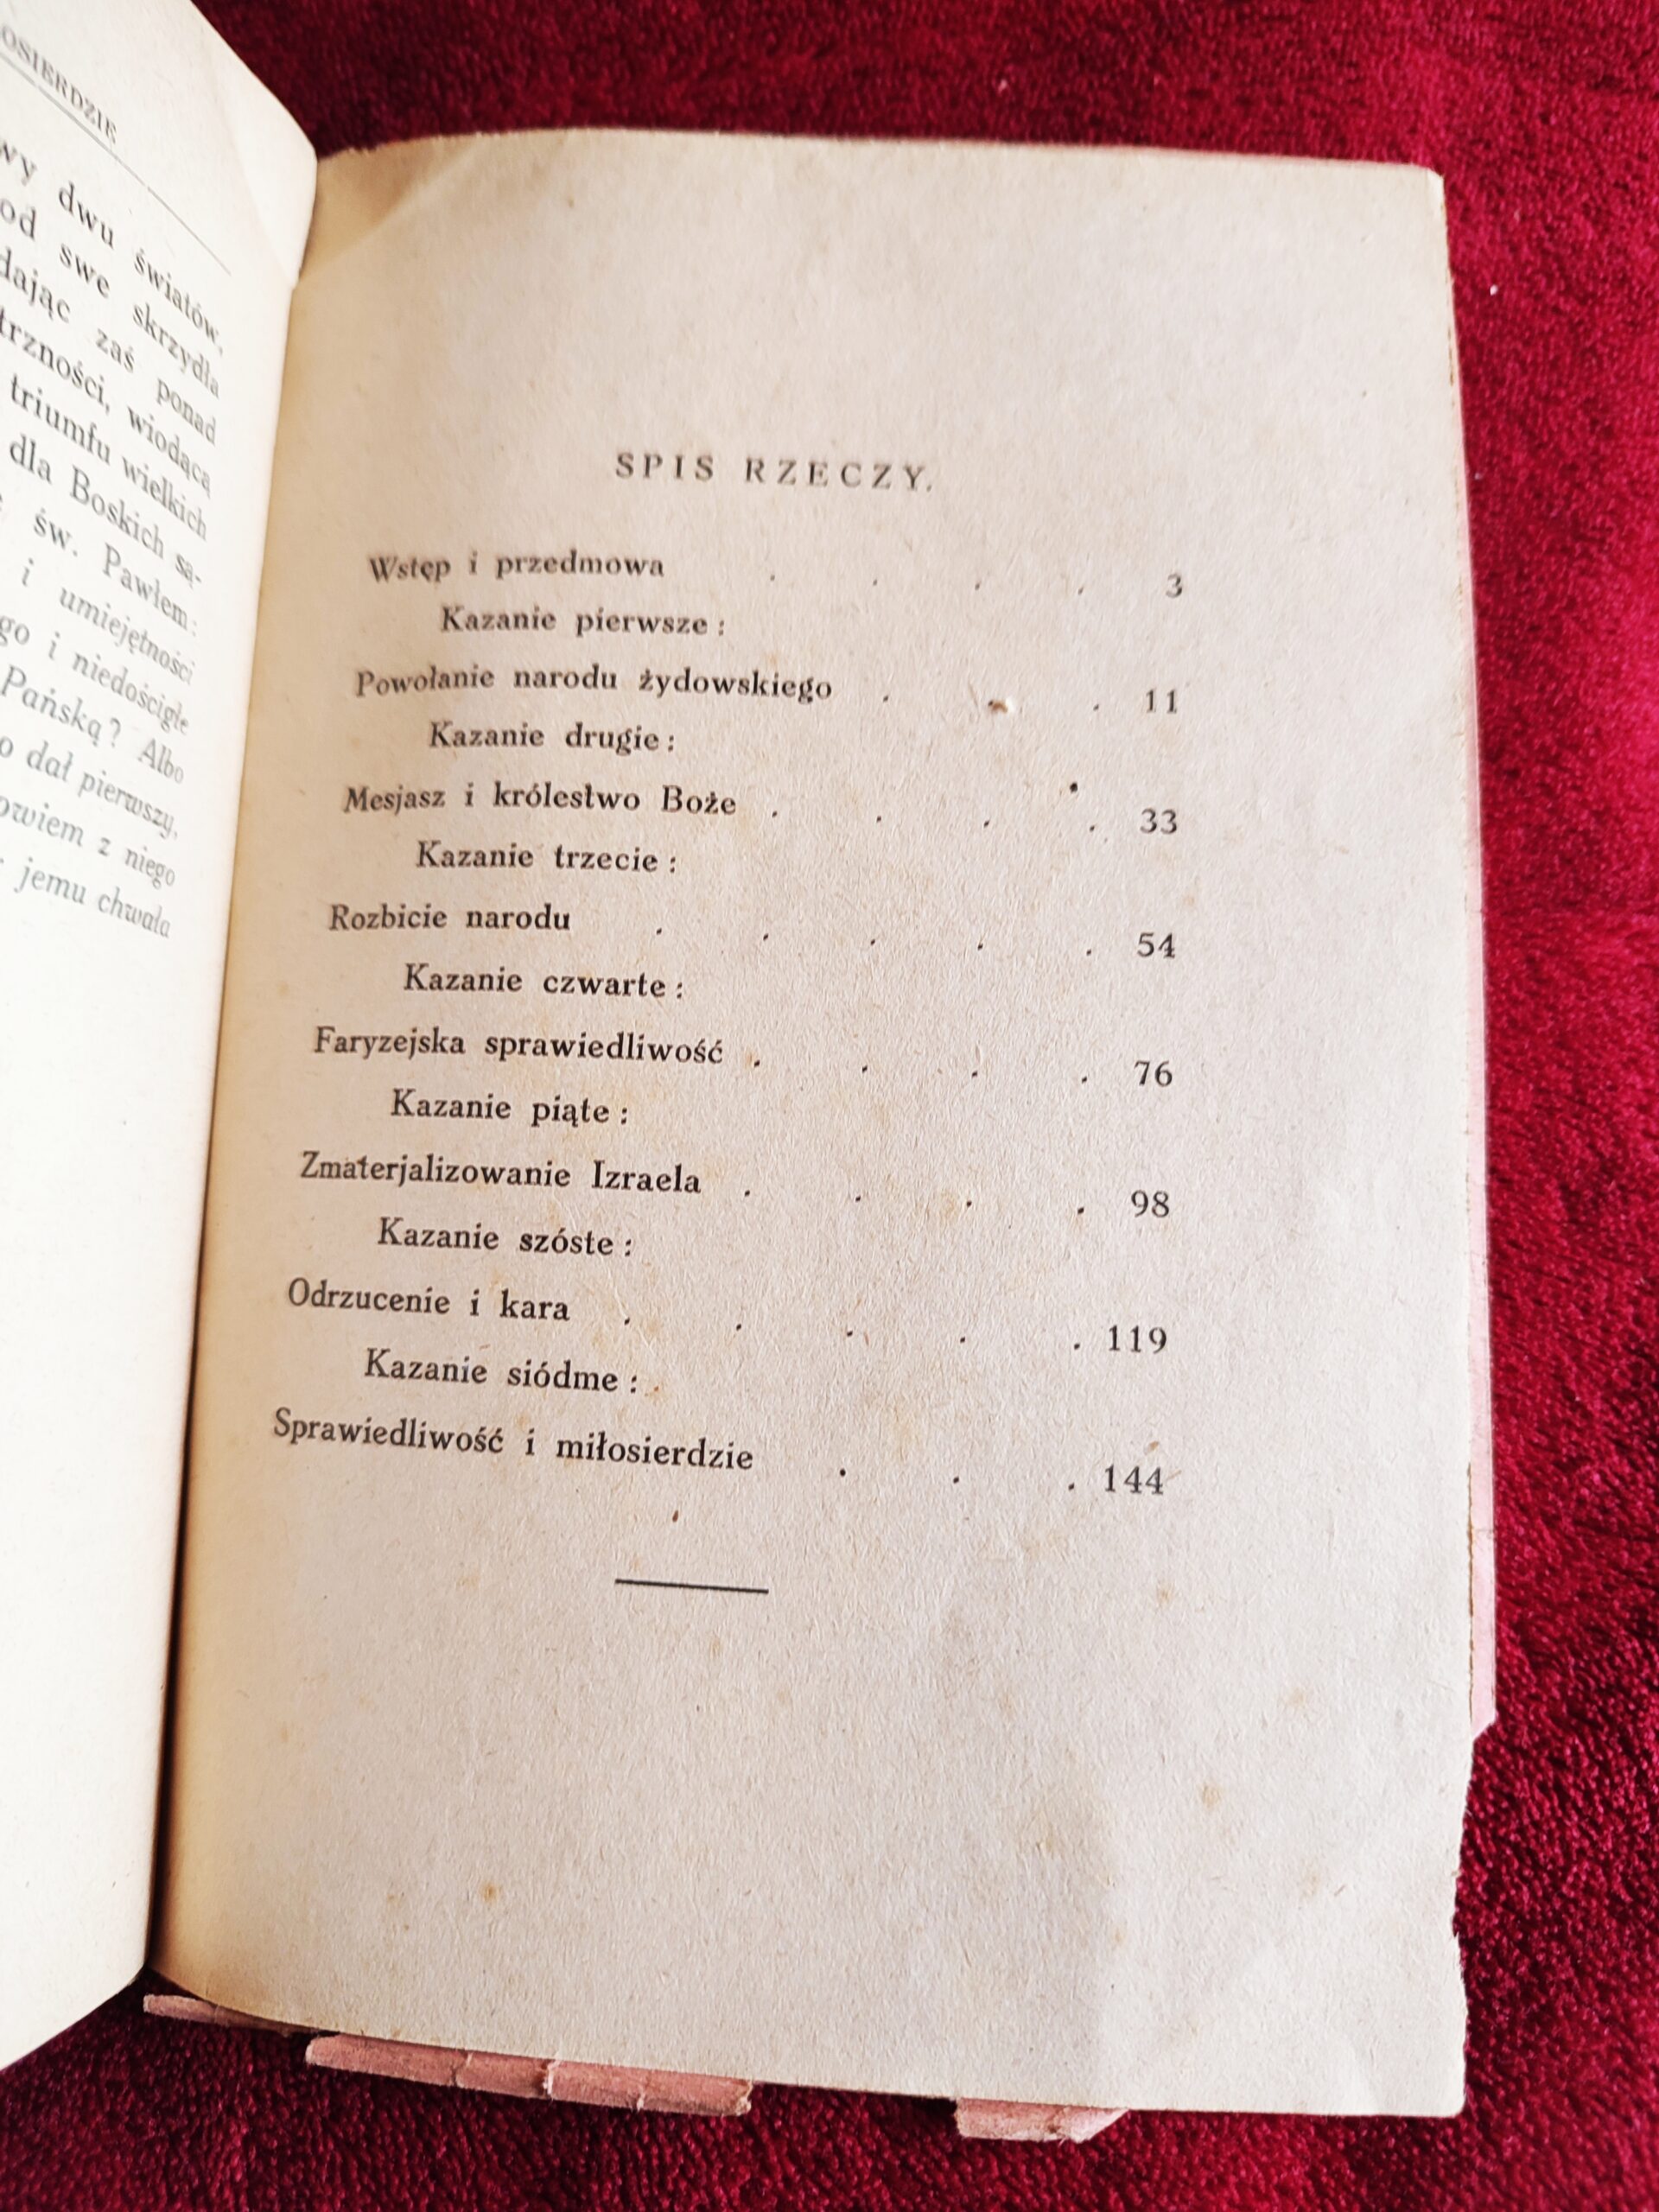 OSIERDZIE
dwu światów,
od swe skrzydła
zaś ponad
wiodącą
triumfu wielkich
dla Boskich są-
św. Pawłem:
i umiejętności
i niedościgłe
Pańską? Albo
dał pierwszy,
z niego
jemu chwała
SPIS RZECZY.
Wstęp i przedmowa . . . . 3
Kazanie pierwsze :
Powołanie narodu żydowskiego . . . 11
Kazanie drugie :
Mesjasz i królestwo Boże . . . . 33
Kazanie trzecie :
Rozbicie narodu . . . . . 54
Kazanie czwarte :
Faryzejska sprawiedliwość . . . . 76
Kazanie piąte :
Zmaterjalizowanie Izraela . . . . 98
Kazanie szóste :
Odrzucenie i kara . . . . . 119
Kazanie siódme :
Sprawiedliwość i miłosierdzie . . . 144